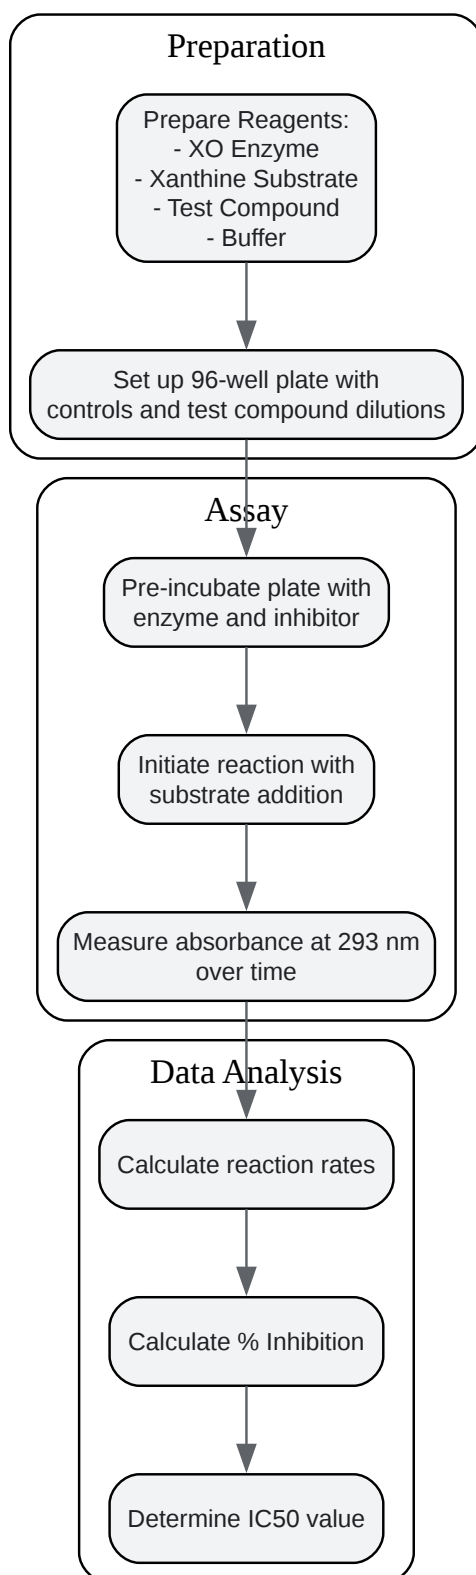 Preparation
Prepare Reagents:
- XO Enzyme
- Xanthine Substrate
- Test Compound
- Buffer
Set up 96-well plate with
controls and test compound dilutions
Assay
Pre-incubate plate with
enzyme and inhibitor
Initiate reaction with
substrate addition
Measure absorbance at 293 nm
over time
Data Analysis
Calculate reaction rates
Calculate % Inhibition
Determine IC50 value